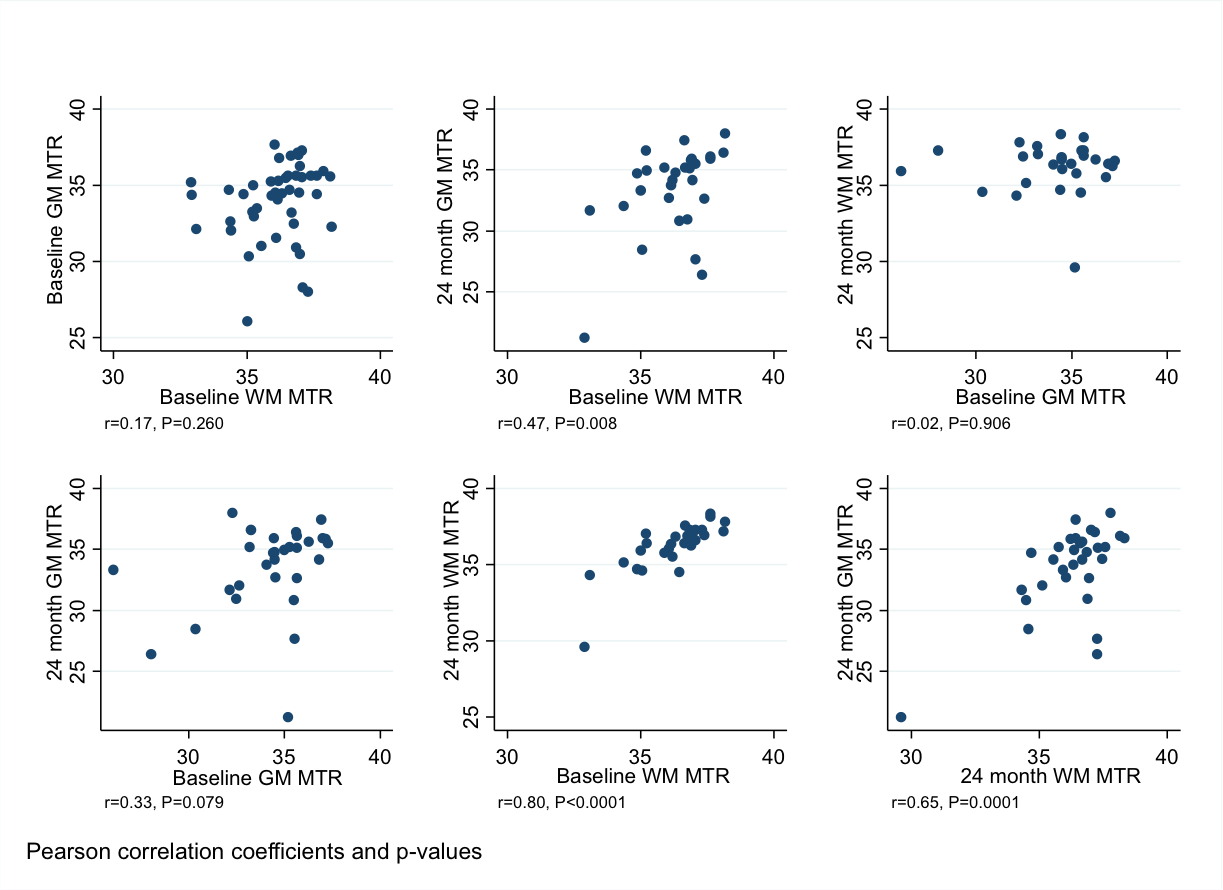 Baseline GM MTR
40
35
30
25
30 35 40
Baseline WM MTR
r=0.17, P=0.260
24 month GM MTR
40
35
30
25
30 35 40
Baseline WM MTR
r=0.47, P=0.008
24 month WM MTR
40
35
30
25
30 35 40
Baseline GM MTR
r=0.02, P=0.906
24 month GM MTR
40
35
30
25
30 35 40
Baseline GM MTR
r=0.33, P=0.079
24 month WM MTR
40
35
30
25
30 35 40
Baseline WM MTR
r=0.80, P<0.0001
24 month GM MTR
40
35
30
25
30 35 40
24 month WM MTR
r=0.65, P=0.0001
Pearson correlation coefficients and p-values